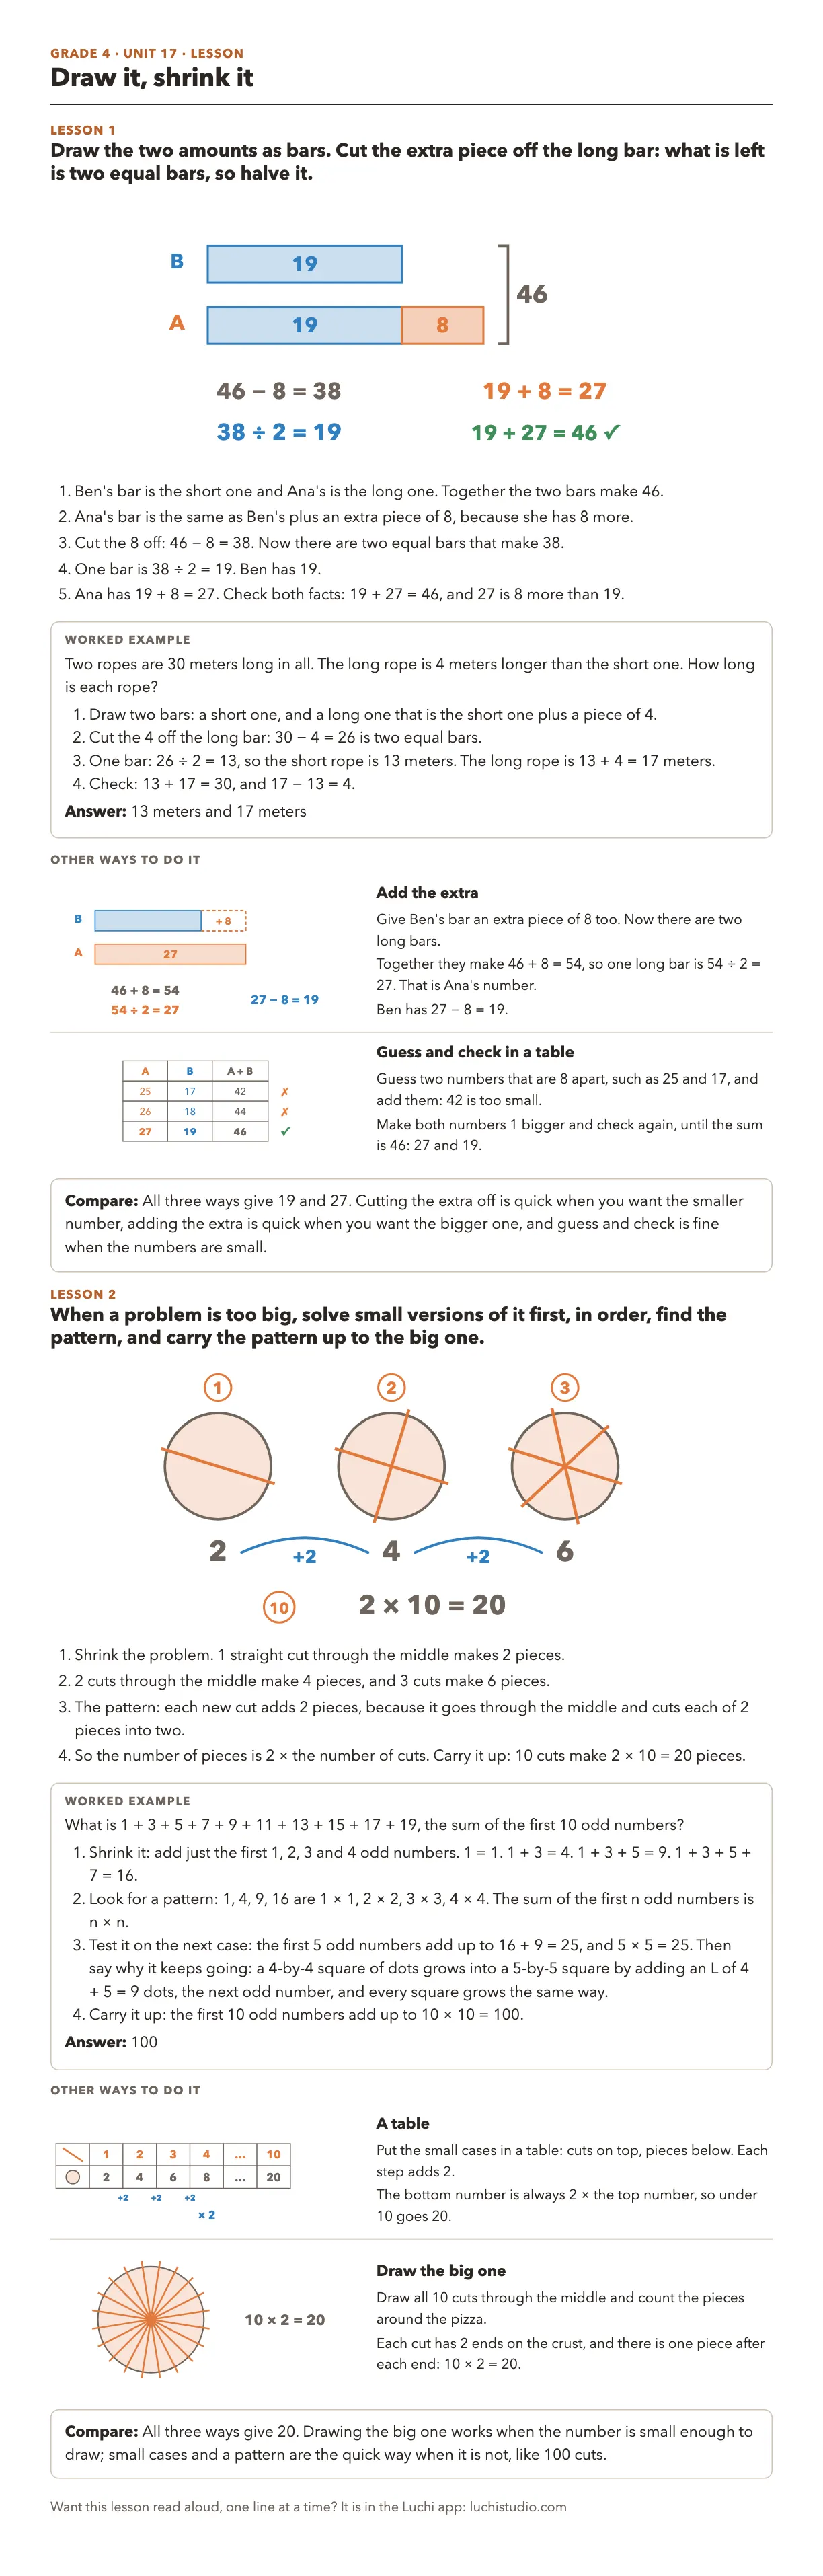 GRADE 4 · UNIT 17 · LESSON
Draw it, shrink it
LESSON 1
Draw the two amounts as bars. Cut the extra piece off the long bar: what is left
is two equal bars, so halve it.
B 19
46
A 19 8
46 − 8 = 38 19 + 8 = 27
38 ÷ 2 = 19 19 + 27 = 46 ✓
1. Ben's bar is the short one and Ana's is the long one. Together the two bars make 46.
2. Ana's bar is the same as Ben's plus an extra piece of 8, because she has 8 more.
3. Cut the 8 off: 46 − 8 = 38. Now there are two equal bars that make 38.
4. One bar is 38 ÷ 2 = 19. Ben has 19.
5. Ana has 19 + 8 = 27. Check both facts: 19 + 27 = 46, and 27 is 8 more than 19.
WORKED EXAMPLE
Two ropes are 30 meters long in all. The long rope is 4 meters longer than the short one. How long
is each rope?
1. Draw two bars: a short one, and a long one that is the short one plus a piece of 4.
2. Cut the 4 off the long bar: 30 − 4 = 26 is two equal bars.
3. One bar: 26 ÷ 2 = 13, so the short rope is 13 meters. The long rope is 13 + 4 = 17 meters.
4. Check: 13 + 17 = 30, and 17 − 13 = 4.
Answer: 13 meters and 17 meters
OTHER WAYS TO DO IT
B + 8
A 27
46 + 8 = 54
54 ÷ 2 = 27
27 − 8 = 19
Add the extra
Give Ben's bar an extra piece of 8 too. Now there are two
long bars.
Together they make 46 + 8 = 54, so one long bar is 54 ÷ 2 =
27. That is Ana's number.
Ben has 27 − 8 = 19.
A B A + B
25 17 42 ✗
26 18 44 ✗
27 19 46 ✓
Guess and check in a table
Guess two numbers that are 8 apart, such as 25 and 17, and
add them: 42 is too small.
Make both numbers 1 bigger and check again, until the sum
is 46: 27 and 19.
Compare: All three ways give 19 and 27. Cutting the extra off is quick when you want the smaller
number, adding the extra is quick when you want the bigger one, and guess and check is fine
when the numbers are small.
LESSON 2
When a problem is too big, solve small versions of it first, in order, find the
pattern, and carry the pattern up to the big one.
1 2 3
2 +2 4 +2 6
10 2 × 10 = 20
1. Shrink the problem. 1 straight cut through the middle makes 2 pieces.
2. 2 cuts through the middle make 4 pieces, and 3 cuts make 6 pieces.
3. The pattern: each new cut adds 2 pieces, because it goes through the middle and cuts each of 2
pieces into two.
4. So the number of pieces is 2 × the number of cuts. Carry it up: 10 cuts make 2 × 10 = 20 pieces.
WORKED EXAMPLE
What is 1 + 3 + 5 + 7 + 9 + 11 + 13 + 15 + 17 + 19, the sum of the first 10 odd numbers?
1. Shrink it: add just the first 1, 2, 3 and 4 odd numbers. 1 = 1. 1 + 3 = 4. 1 + 3 + 5 = 9. 1 + 3 + 5 +
7 = 16.
2. Look for a pattern: 1, 4, 9, 16 are 1 × 1, 2 × 2, 3 × 3, 4 × 4. The sum of the first n odd numbers is
n × n.
3. Test it on the next case: the first 5 odd numbers add up to 16 + 9 = 25, and 5 × 5 = 25. Then
say why it keeps going: a 4-by-4 square of dots grows into a 5-by-5 square by adding an L of 4
+ 5 = 9 dots, the next odd number, and every square grows the same way.
4. Carry it up: the first 10 odd numbers add up to 10 × 10 = 100.
Answer: 100
OTHER WAYS TO DO IT
1 2 3 4 ... 10
2 4 6 8 ... 20
+2 +2 +2
× 2
A table
Put the small cases in a table: cuts on top, pieces below. Each
step adds 2.
The bottom number is always 2 × the top number, so under
10 goes 20.
10 × 2 = 20
Draw the big one
Draw all 10 cuts through the middle and count the pieces
around the pizza.
Each cut has 2 ends on the crust, and there is one piece after
each end: 10 × 2 = 20.
Compare: All three ways give 20. Drawing the big one works when the number is small enough to
draw; small cases and a pattern are the quick way when it is not, like 100 cuts.
Want this lesson read aloud, one line at a time? It is in the Luchi app: luchistudio.com